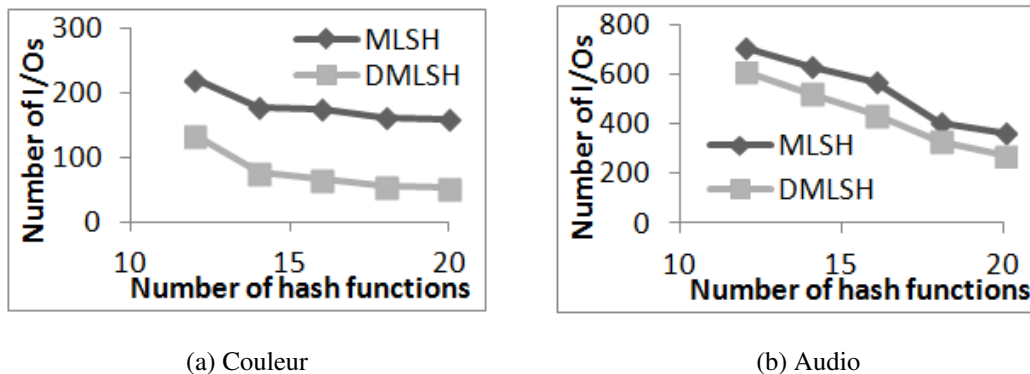 300
200
100
0
10
15
20
Number of I/Os
Number of hash functions
MLSH
DMLSH
(a) Couleur
800
600
400
200
0
10
15
20
Number of I/Os
Number of hash functions
MLSH
DMLSH
(b) Audio